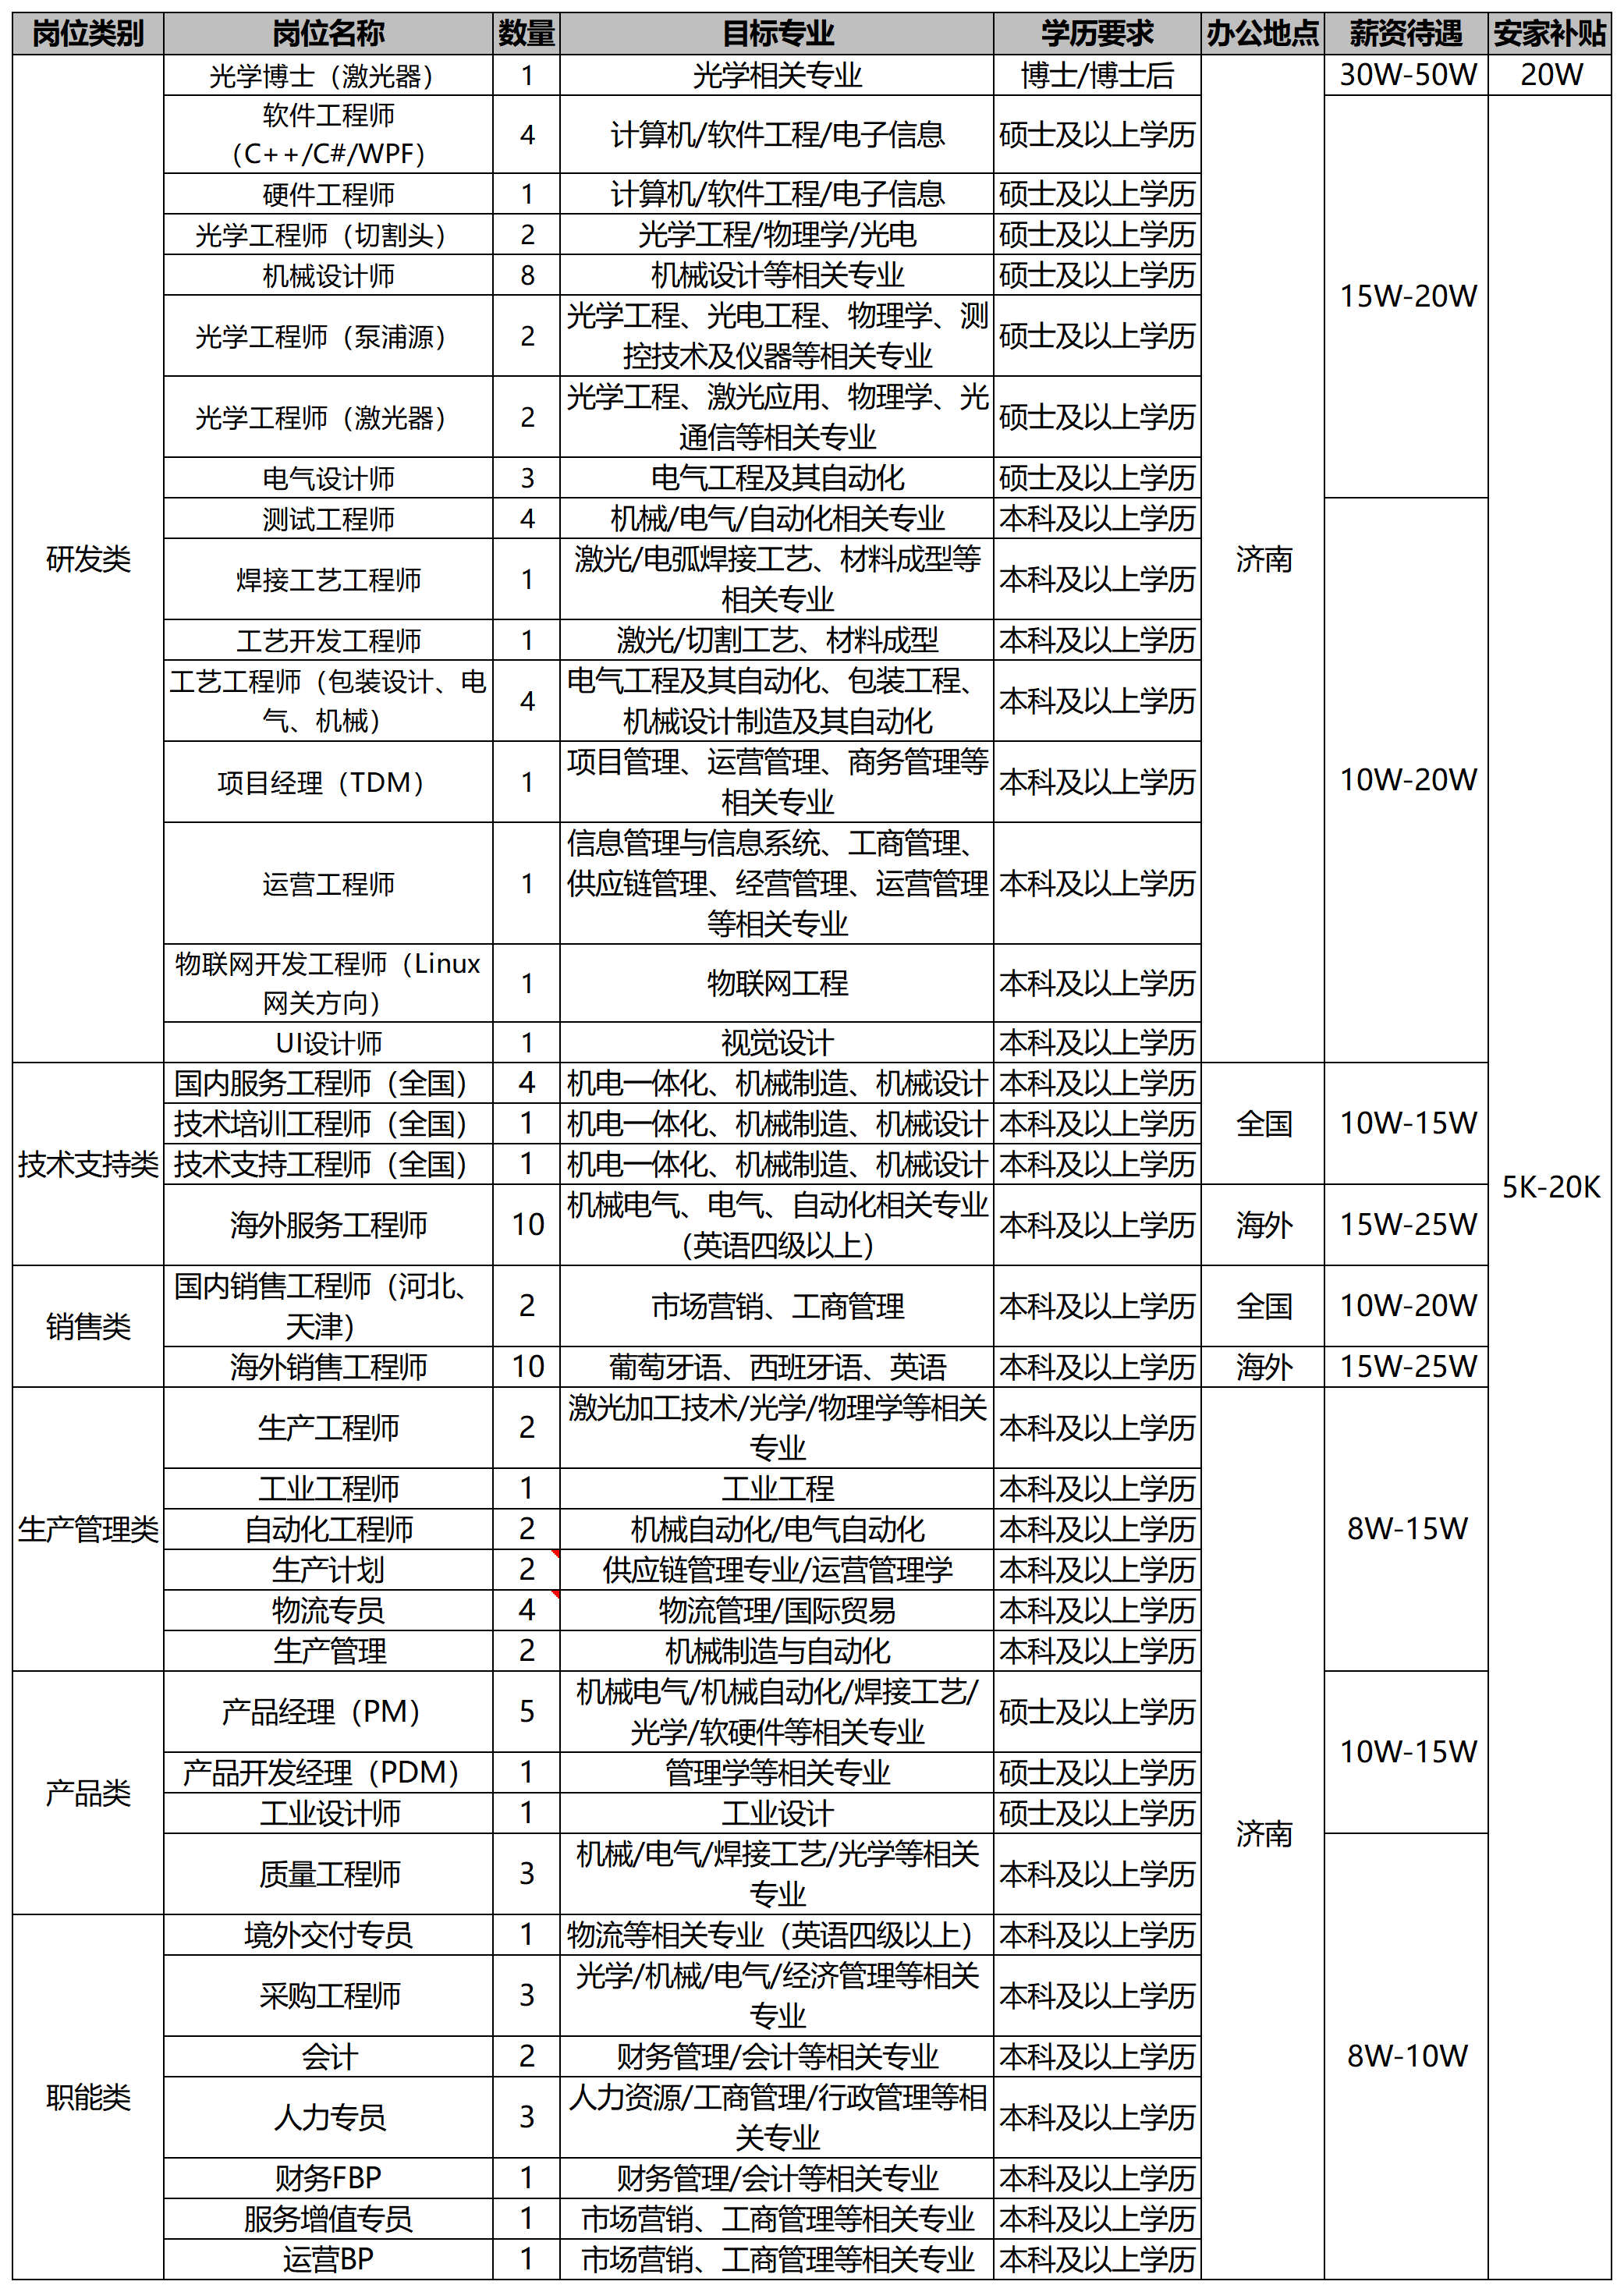 岗位类别 岗位名称 数量 目标专业 学历要求 办公地点 薪资待遇 安家补贴
研发类 光学博士（激光器） 1 光学相关专业 博士/博士后 济南 30W-50W 20W
软件工程师
（C++/C#/WPF） 4 计算机/软件工程/电子信息 硕士及以上学历 15W-20W 5K-20K
硬件工程师 1 计算机/软件工程/电子信息 硕士及以上学历
光学工程师（切割头） 2 光学工程/物理学/光电 硕士及以上学历
机械设计师 8 机械设计等相关专业 硕士及以上学历
光学工程师（泵浦源） 2 光学工程、光电工程、物理学、测
控技术及仪器等相关专业 硕士及以上学历
光学工程师（激光器） 2 光学工程、激光应用、物理学、光
通信等相关专业 硕士及以上学历
电气设计师 3 电气工程及其自动化 硕士及以上学历
测试工程师 4 机械/电气/自动化相关专业 本科及以上学历 10W-20W
焊接工艺工程师 1 激光/电弧焊接工艺、材料成型等
相关专业 本科及以上学历
工艺开发工程师 1 激光/切割工艺、材料成型 本科及以上学历
工艺工程师（包装设计、电
气、机械） 4 电气工程及其自动化、包装工程、
机械设计制造及其自动化 本科及以上学历
项目经理（TDM） 1 项目管理、运营管理、商务管理等
相关专业 本科及以上学历
运营工程师 1 信息管理与信息系统、工商管理、
供应链管理、经营管理、运营管理
等相关专业 本科及以上学历
物联网开发工程师（Linux
网关方向） 1 物联网工程 本科及以上学历
UI设计师 1 视觉设计 本科及以上学历
技术支持类 国内服务工程师（全国） 4 机电一体化、机械制造、机械设计 本科及以上学历 全国 10W-15W
技术培训工程师（全国） 1 机电一体化、机械制造、机械设计 本科及以上学历
技术支持工程师（全国） 1 机电一体化、机械制造、机械设计 本科及以上学历
海外服务工程师 10 机械电气、电气、自动化相关专业
（英语四级以上） 本科及以上学历 海外 15W-25W
销售类 国内销售工程师（河北、
天津） 2 市场营销、工商管理 本科及以上学历 全国 10W-20W
海外销售工程师 10 葡萄牙语、西班牙语、英语 本科及以上学历 海外 15W-25W
生产管理类 生产工程师 2 激光加工技术/光学/物理学等相关
专业 本科及以上学历 济南 8W-15W
工业工程师 1 工业工程 本科及以上学历
自动化工程师 2 机械自动化/电气自动化 本科及以上学历
生产计划 2 供应链管理专业/运营管理学 本科及以上学历
物流专员 4 物流管理/国际贸易 本科及以上学历
生产管理 2 机械制造与自动化 本科及以上学历
产品类 产品经理（PM） 5 机械电气/机械自动化/焊接工艺/
光学/软硬件等相关专业 硕士及以上学历 10W-15W
产品开发经理（PDM） 1 管理学等相关专业 硕士及以上学历
工业设计师 1 工业设计 硕士及以上学历
质量工程师 3 机械/电气/焊接工艺/光学等相关
专业 本科及以上学历 8W-10W
职能类 境外交付专员 1 物流等相关专业（英语四级以上） 本科及以上学历
采购工程师 3 光学/机械/电气/经济管理等相关
专业 本科及以上学历
会计 2 财务管理/会计等相关专业 本科及以上学历
人力专员 3 人力资源/工商管理/行政管理等相
关专业 本科及以上学历
财务FBP 1 财务管理/会计等相关专业 本科及以上学历
服务增值专员 1 市场营销、工商管理等相关专业 本科及以上学历
运营BP 1 市场营销、工商管理等相关专业 本科及以上学历